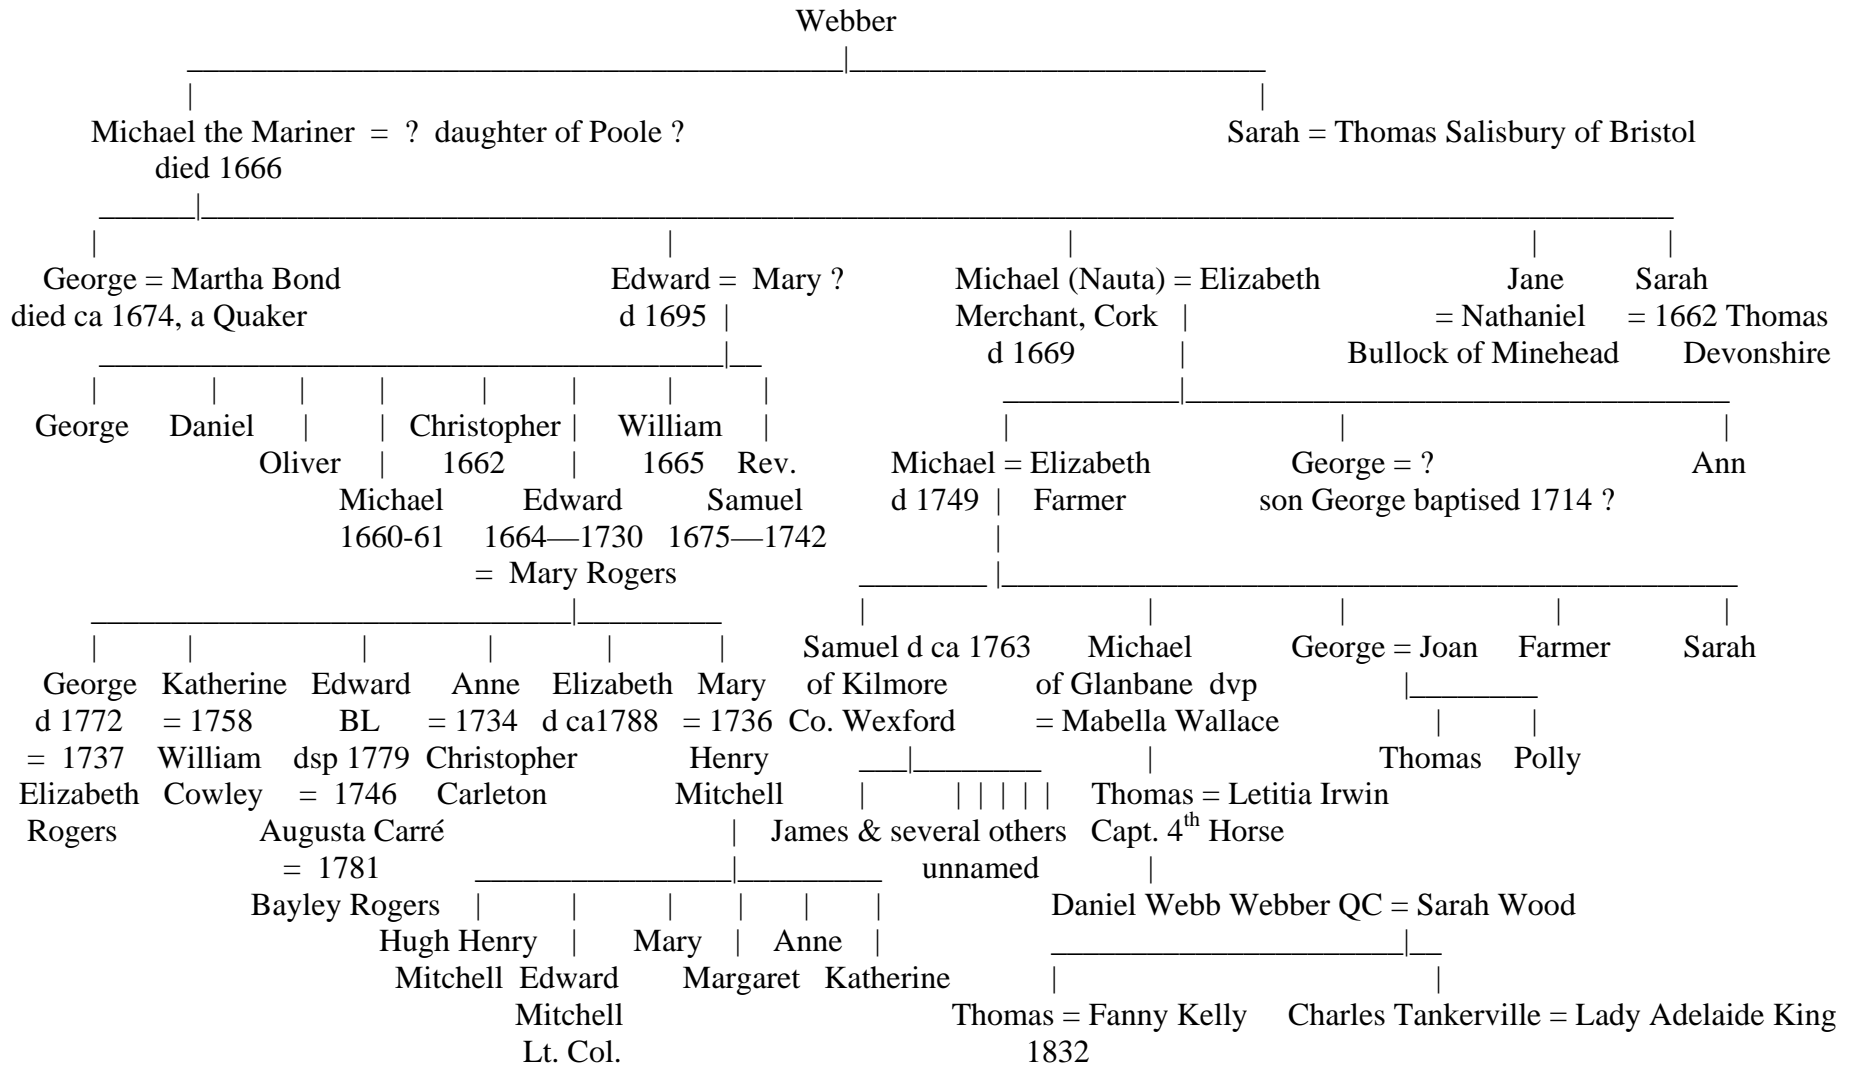 Webber
Michael the Mariner = ? daughter of Poole ? Sarah = Thomas Salisbury of Bristol
died 1666
George = Martha Bond Edward = Mary ? Michael (Nauta) = Elizabeth Jane Sarah
died ca 1674, a Quaker d 1695 Merchant, Cork = Nathaniel = 1662 Thomas
d 1669 Bullock of Minehead Devonshire
George Daniel Christopher William
Oliver 1662 1665 Rev. Michael = Elizabeth George = ? Ann
Michael Edward Samuel d 1749 Farmer son George baptised 1714 ?
1660-61 1664—1730 1675—1742
= Mary Rogers
Samuel d ca 1763 Michael George = Joan Farmer Sarah
George Katherine Edward Anne Elizabeth Mary of Kilmore of Glanbane dvp
d 1772 = 1758 BL = 1734 d ca1788 = 1736 Co. Wexford = Mabella Wallace
= 1737 William dsp 1779 Christopher Henry Thomas Polly
Elizabeth Cowley = 1746 Carleton Mitchell Thomas = Letitia Irwin
Rogers Augusta Carré James & several others Capt. 4th Horse
= 1781 unnamed
Bayley Rogers Daniel Webb Webber QC = Sarah Wood
Hugh Henry Mary Anne
Mitchell Edward Margaret Katherine
Mitchell Thomas = Fanny Kelly Charles Tankerville = Lady Adelaide King
Lt. Col. 1832